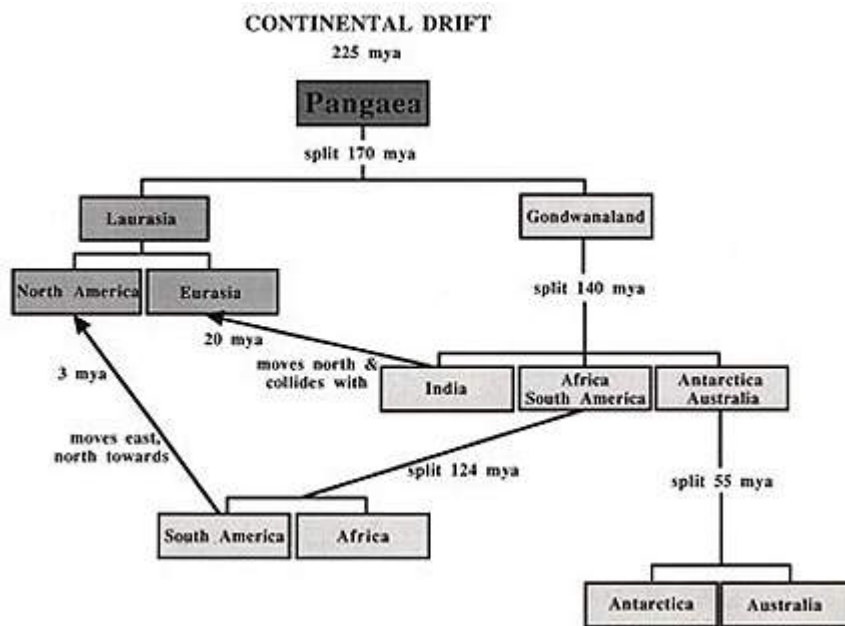 CONTINENTAL DRIFT
225 mya
Pangaea
split 170 mya
Laurasia
Gondwanaland
North America
Eurasia
split 140 mya
20 mya
moves north &
collides with
3 mya
India
Africa
South America
Antarctica
Australia
moves east,
north towards
split 124 mya
split 55 mya
South America
Africa
Antarctica
Australia